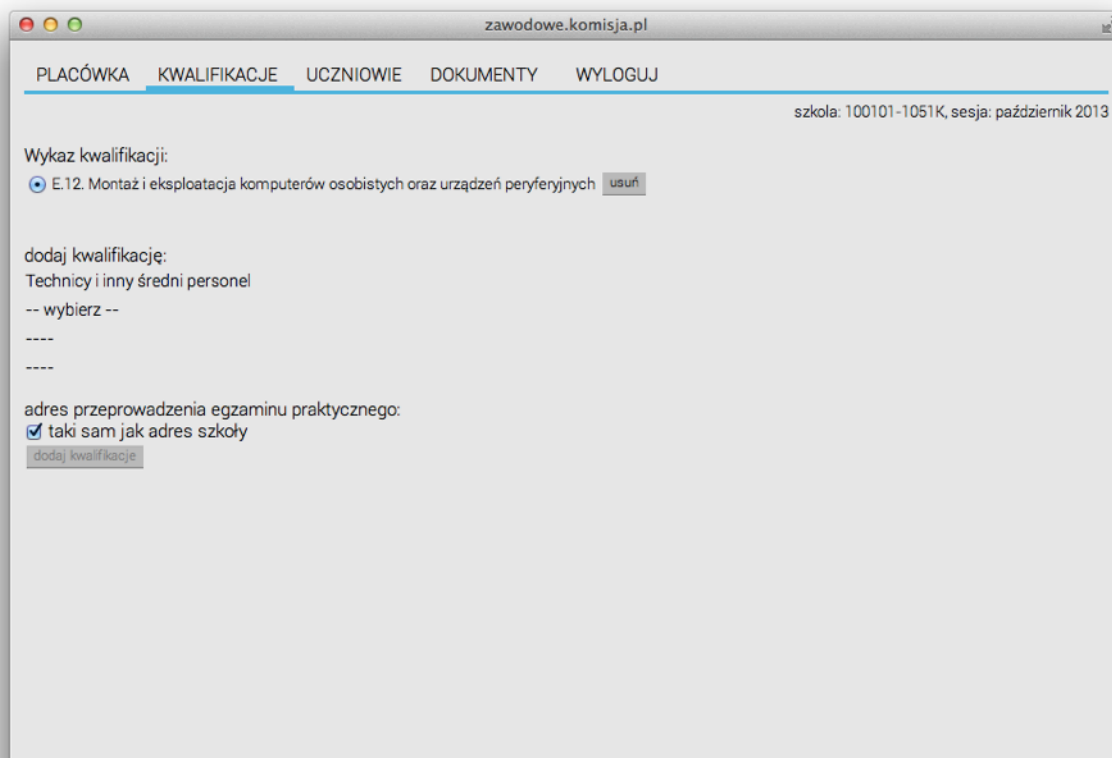 zawodowe.komisja.pl
PLACÓWKA KWALIFIKACJE UCZNIOWIE DOKUMENTY WYLOGUJ
szkola: 100101-1051K, sesja: październik 2013
Wykaz kwalifikacji:
E.12. Montaż i eksploatacja komputerów osobistych oraz urządzeń peryferyjnych usuń
dodaj kwalifikację:
Technicy i inny średni personel
-- wybierz --
----
----
adres przeprowadzenia egzaminu praktycznego:
taki sam jak adres szkoły
dodaj kwalifikacje